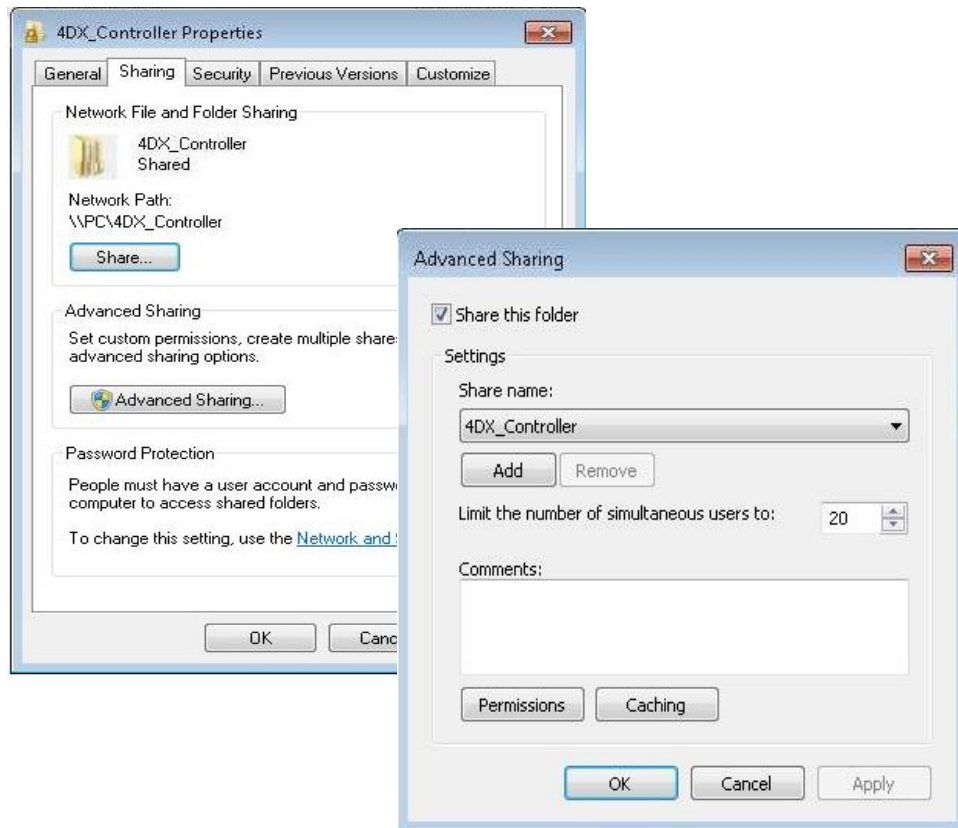 4DX_Controller Properties
General Sharing Security Previous Versions Customize
Network File and Folder Sharing
4DX_Controller
Shared
Network Path:
\\PC\4DX_Controller
Share...
Advanced Sharing
Set custom permissions, create multiple share
advanced sharing options.
Advanced Sharing...
Password Protection
People must have a user account and passw
computer to access shared folders.
To change this setting, use the Network and
OK Canc
Advanced Sharing
Share this folder
Settings
Share name:
4DX_Controller
Add Remove
Limit the number of simultaneous users to: 20
Comments:
Permissions Caching
OK Cancel Apply